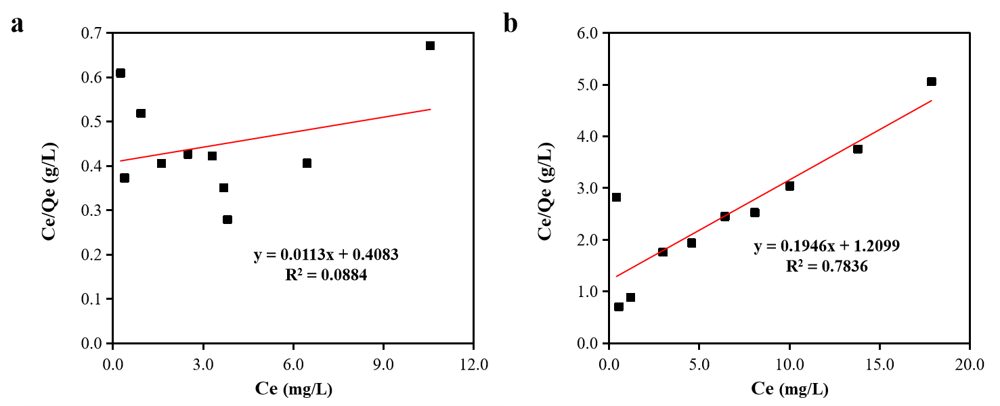 a
0.7
0.6
0.5
0.4
0.3
0.2
0.1
0.0
Ce/Qe (g/L)
y = 0.0113x + 0.4083
R² = 0.0884
0.0 3.0 6.0 9.0 12.0
Ce (mg/L)
b
6.0
5.0
4.0
3.0
2.0
1.0
0.0
Ce/Qe (g/L)
y = 0.1946x + 1.2099
R² = 0.7836
0.0 5.0 10.0 15.0 20.0
Ce (mg/L)